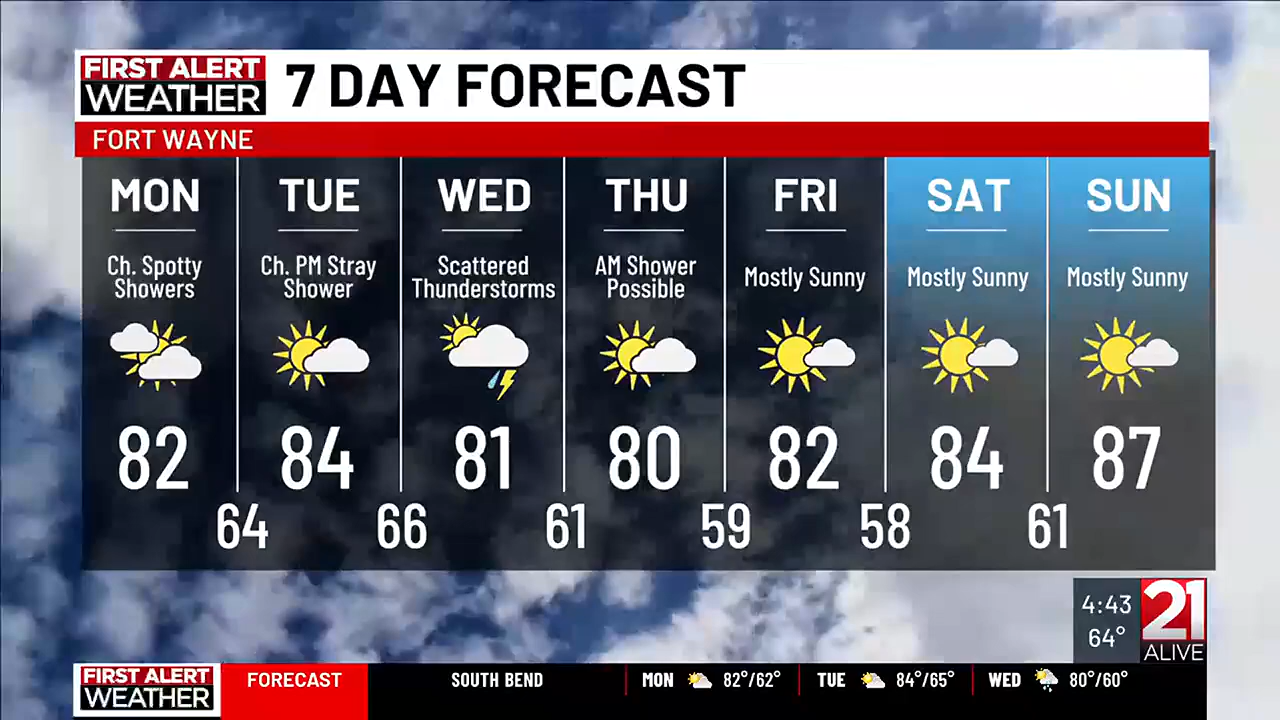 FIRST ALERT
WEATHER
7 DAY FORECAST
FORT WAYNE
MON
TUE
WED
THU
FRI
SAT
SUN
Ch. Spotty
Showers
Ch. PM Stray
Shower
Scattered
Thunderstorms
AM Shower
Possible
Mostly Sunny
Mostly Sunny
Mostly Sunny
82
84
81
80
82
84
87
64
66
61
59
58
61
4:43
64°
21
ALIVE
FIRST ALERT
WEATHER
FORECAST
SOUTH BEND
MON 82°/62°
TUE 84°/65°
WED 80°/60°